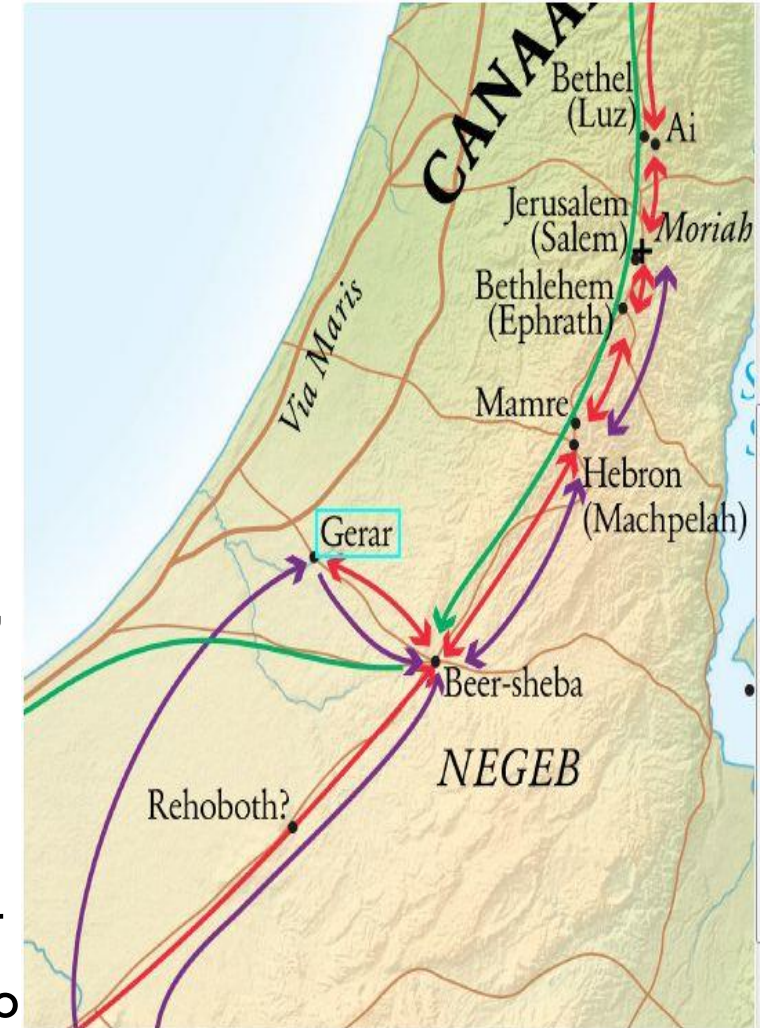 CANAA
Bethel
(Luz)
Ai
Jerusalem
(Salem)
Moriah
Bethlehem
(Ephrath)
Via Maris
Mamre
Hebron
(Machpelah)
Gerar
Beer-sheba
NEGEB
Rehoboth?